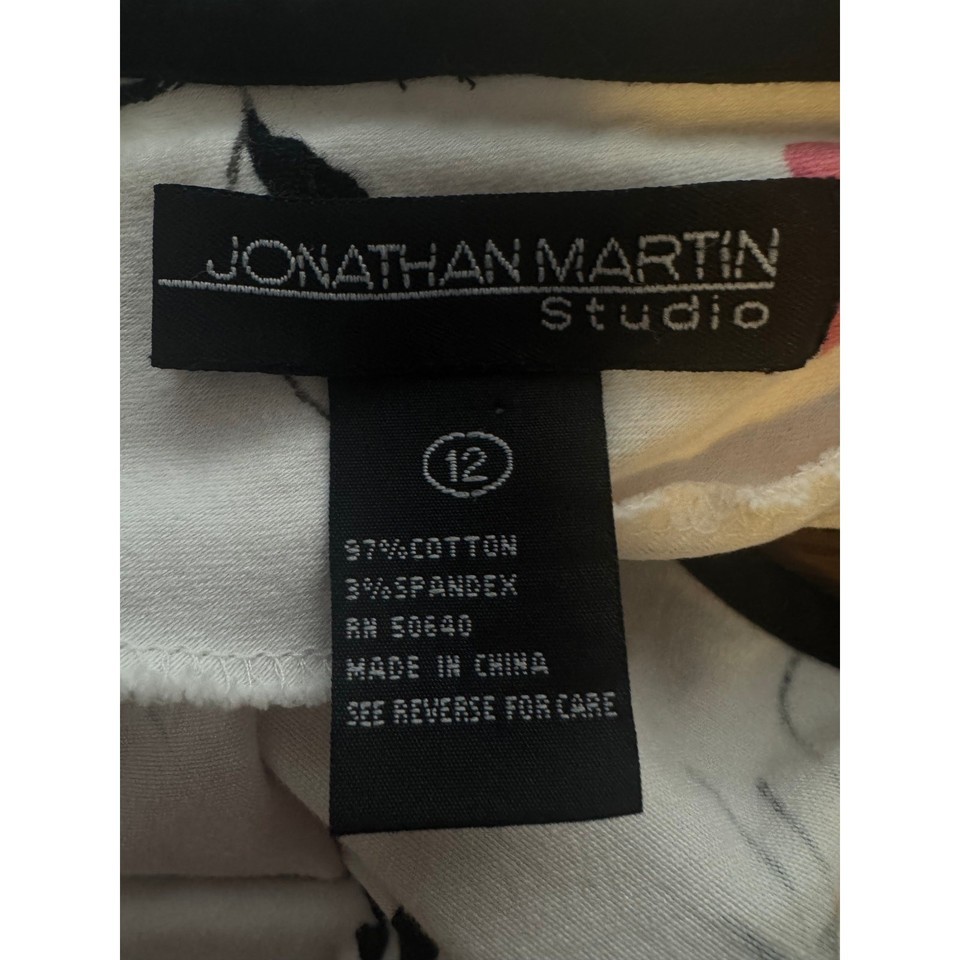 JONATHAN MARTIN
Studio
12
97%COTTON
3%SPANDEX
RN 50640
MADE IN CHINA
SEE REVERSE FOR CARE